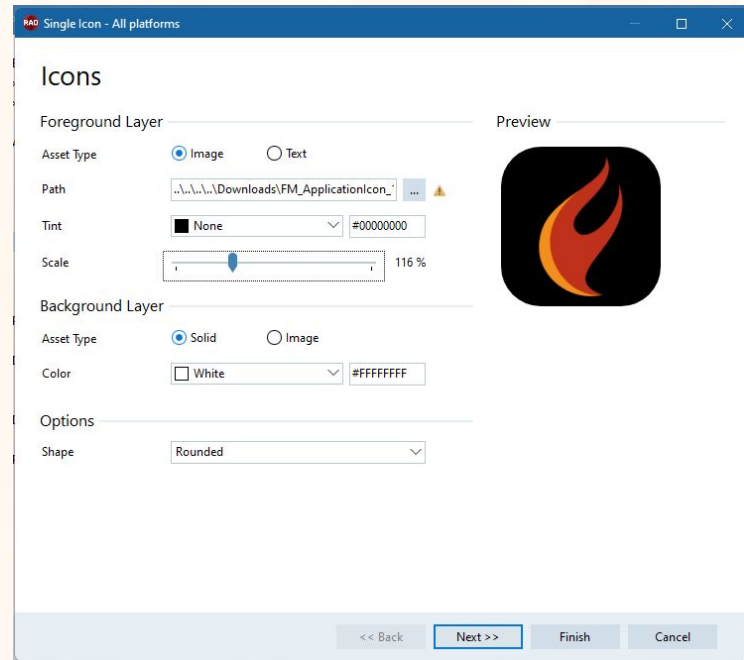 RAD Single Icon - All platforms
Icons
Foreground Layer
Preview
Asset Type Image Text
Path ..\..\..\..\Downloads\FM_ApplicationIcon_ ...
Tint None #00000000
Scale 116 %
Background Layer
Asset Type Solid Image
Color White #FFFFFFFF
Options
Shape Rounded
<< Back Next >> Finish Cancel